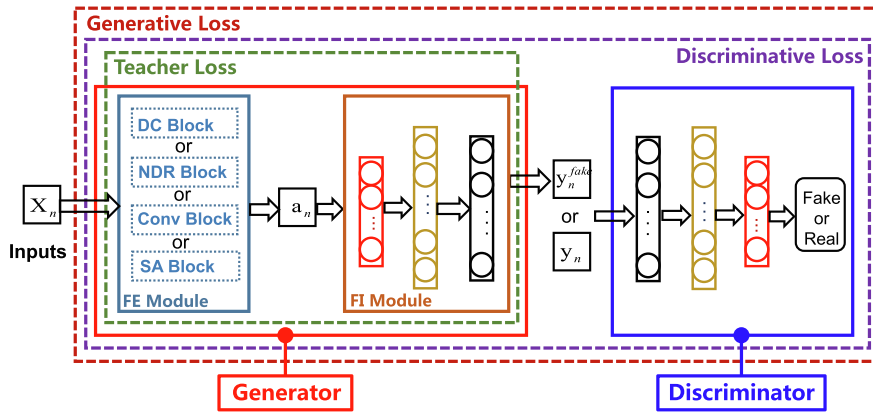 Generative Loss
Discriminative Loss
Teacher Loss
DC Block
or
NDR Block
or
Conv Block
or
SA Block
FE Module
X_n
Inputs
a_n
FI Module
y_n^{fake}
or
y_n
Fake
or
Real
Generator
Discriminator